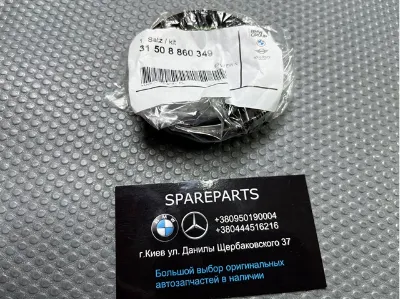 1 Satz / kit
31 50 8 860 349
SPAREPARTS
+380950190004
+380444516216
г.Киев ул. Данилы Щербаковского 37
Большой выбор оригинальных
автозапчастей в наличии